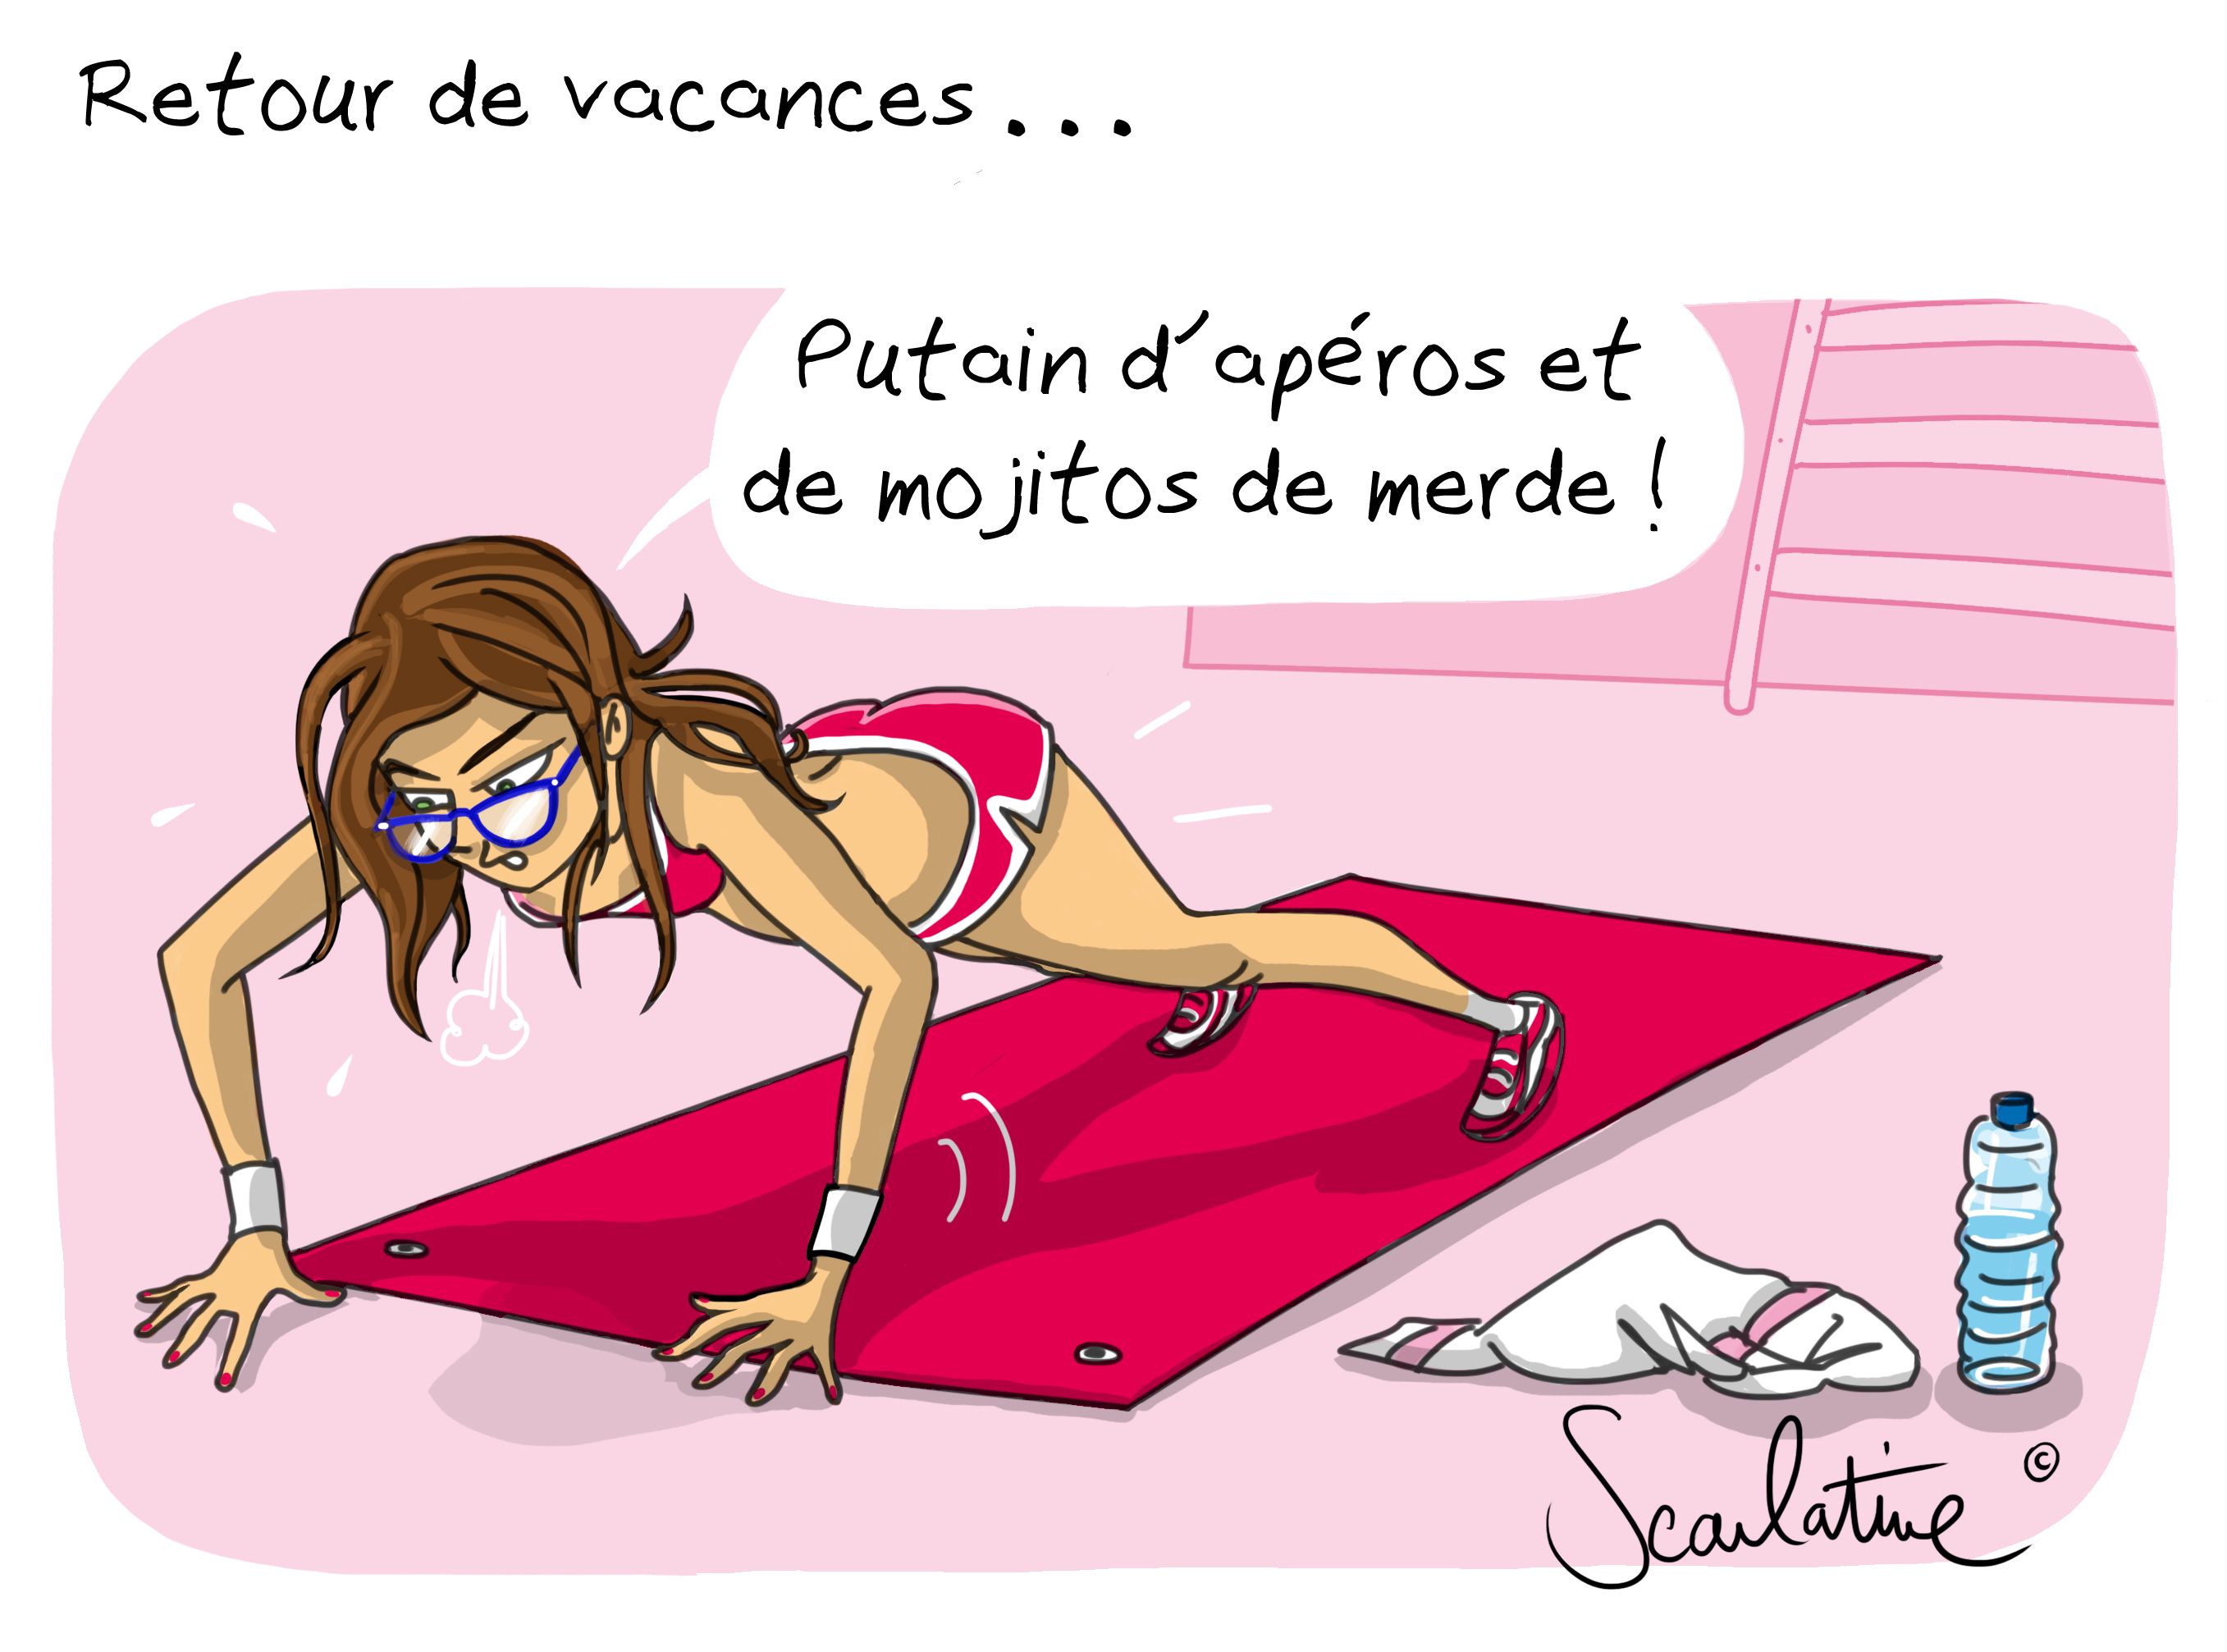 Retour de vacances...
Putain d'apéros et
de mojitos de merde !
Scarlatine ©